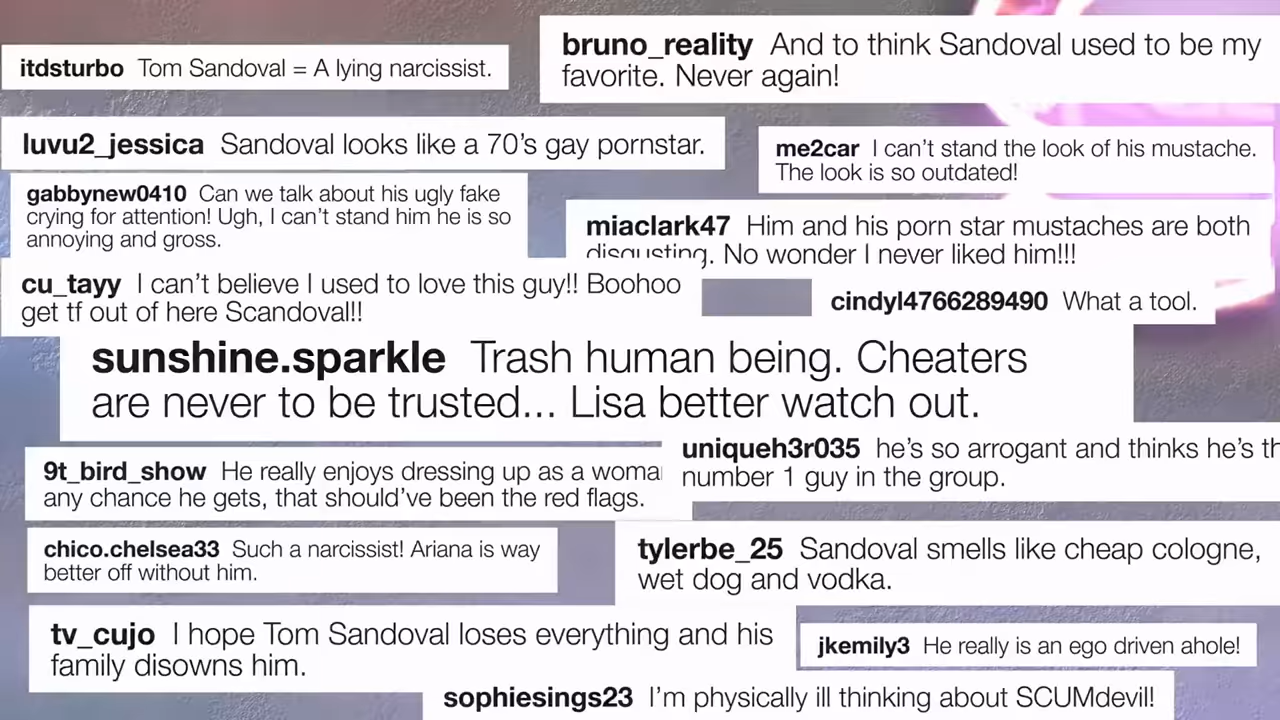 itdsturbo Tom Sandoval = A lying narcissist.
bruno_reality And to think Sandoval used to be my
favorite. Never again!
luvu2_jessica Sandoval looks like a 70's gay pornstar.
me2car I can't stand the look of his mustache.
The look is so outdated!
gabbynew0410 Can we talk about his ugly fake
crying for attention! Ugh, I can't stand him he is so
annoying and gross.
miaclark47 Him and his porn star mustaches are both
disgusting. No wonder I never liked him!!!
cu_tayy I can't believe I used to love this guy!! Boohoo
get tf out of here Scandoval!!
cindyl4766289490 What a tool.
sunshine.sparkle Trash human being. Cheaters
are never to be trusted... Lisa better watch out.
uniqueh3r035 he's so arrogant and thinks he's th
number 1 guy in the group.
9t_bird_show He really enjoys dressing up as a woma
any chance he gets, that should've been the red flags.
chico.chelsea33 Such a narcissist! Ariana is way
better off without him.
tylerbe_25 Sandoval smells like cheap cologne,
wet dog and vodka.
tv_cujo I hope Tom Sandoval loses everything and his
family disowns him.
jkemily3 He really is an ego driven ahole!
sophiesings23 I'm physically ill thinking about SCUMdevil!